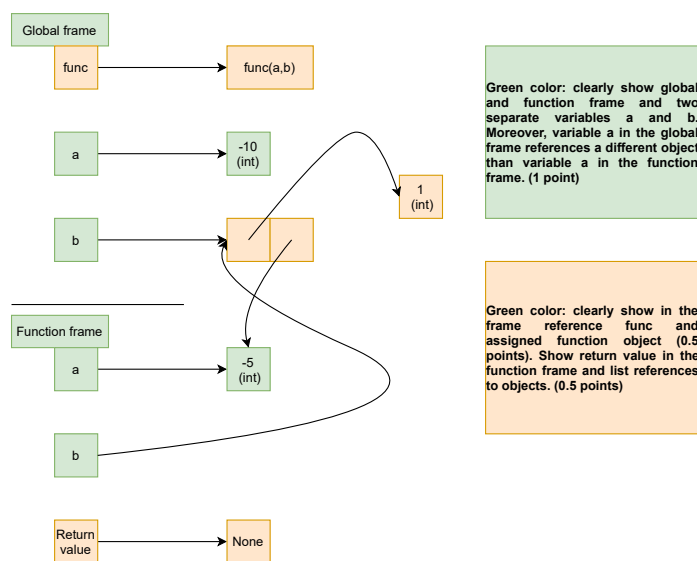 Global frame
func
func(a,b)
a
-10
(int)
b
1
(int)
Function frame
a
-5
(int)
b
Return
value
None
Green color: clearly show global
and function frame and two
separate variables a and b.
Moreover, variable a in the global
frame references a different object
than variable a in the function
frame. (1 point)
Green color: clearly show in the
frame reference func and
assigned function object (0.5
points). Show return value in the
function frame and list references
to objects. (0.5 points)